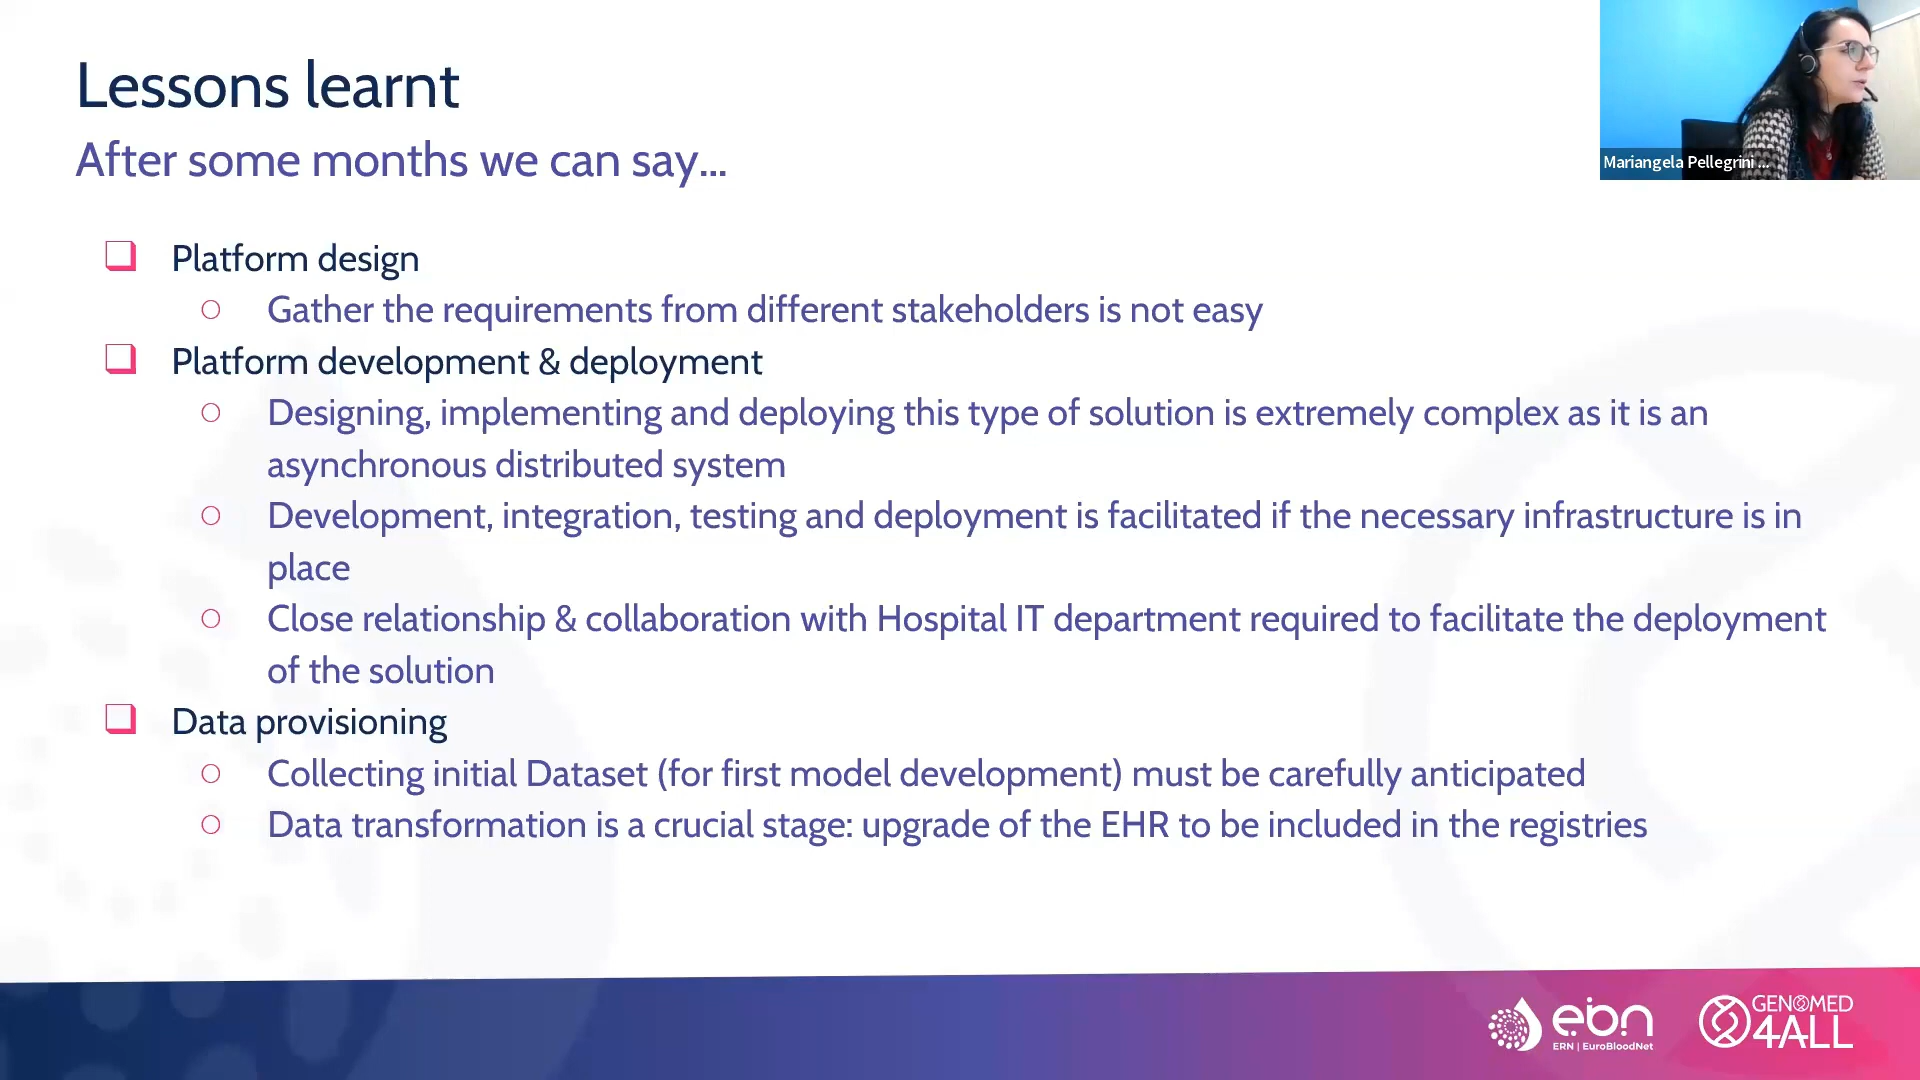 Lessons learnt
After some months we can say...
Mariangela Pellegrini ...
Platform design
Gather the requirements from different stakeholders is not easy
Platform development & deployment
Designing, implementing and deploying this type of solution is extremely complex as it is an
asynchronous distributed system
Development, integration, testing and deployment is facilitated if the necessary infrastructure is in
place
Close relationship & collaboration with Hospital IT department required to facilitate the deployment
of the solution
Data provisioning
Collecting initial Dataset (for first model development) must be carefully anticipated
Data transformation is a crucial stage: upgrade of the EHR to be included in the registries
ebn
ERN | EuroBloodNet
GENOMED
4ALL